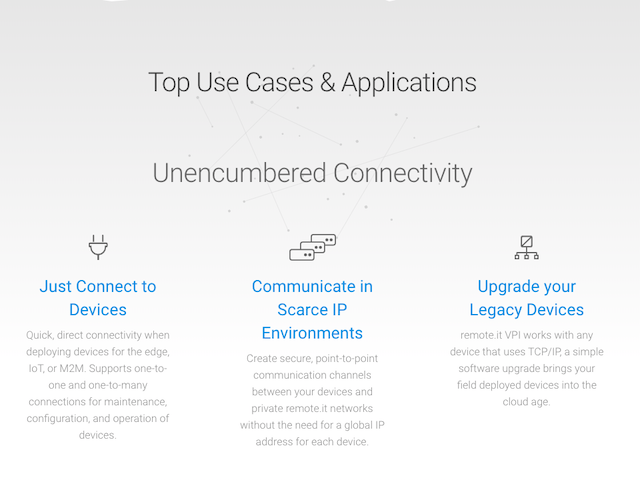 Top Use Cases & Applications
Unencumbered Connectivity
Just Connect to
Devices
Quick, direct connectivity when
deploying devices for the edge,
IoT, or M2M. Supports one-to-
one and one-to-many
connections for maintenance,
configuration, and operation of
devices.
Communicate in
Scarce IP
Environments
Create secure, point-to-point
communication channels
between your devices and
private remote.it networks
without the need for a global IP
address for each device.
Upgrade your
Legacy Devices
remote.it VPI works with any
device that uses TCP/IP, a simple
software upgrade brings your
field deployed devices into the
cloud age.